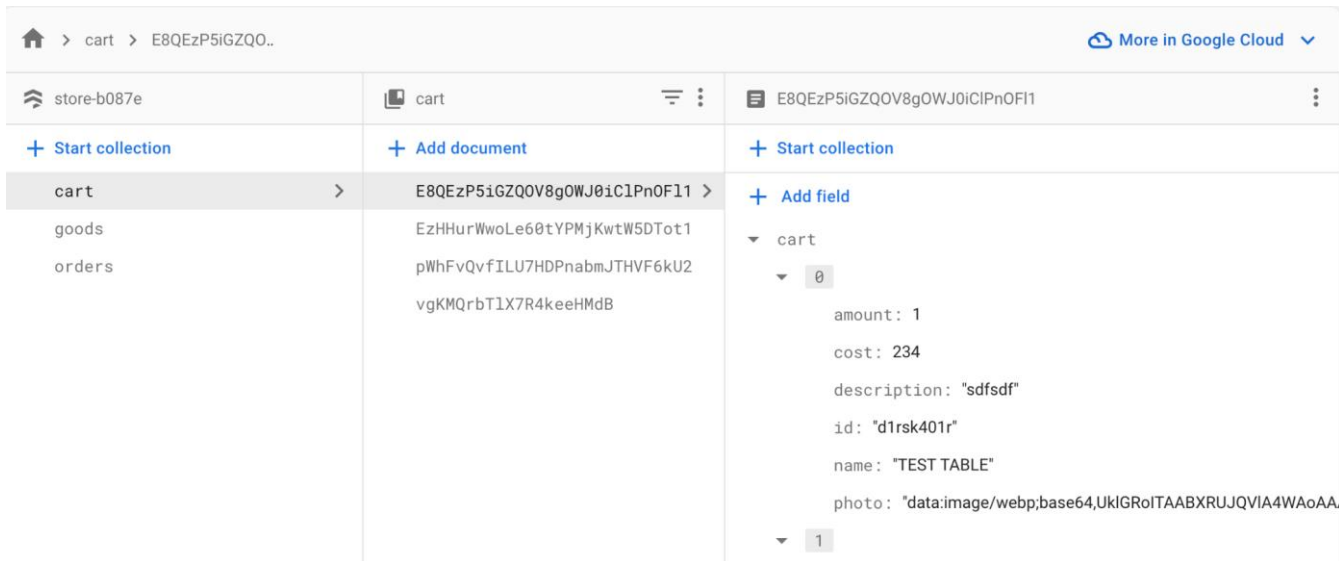 > cart > E8QEzP5iGZQO..
More in Google Cloud
store-b087e
+ Start collection
cart
goods
orders
cart
+ Add document
E8QEzP5iGZQOV8gOWJ0iClPnOFl1
EzHHurWwoLe60tYPMjKwtW5DTot1
pWhFvQvfILU7HDPnabmJTHVF6kU2
vgKMQrbTlX7R4keeHMdB
E8QEzP5iGZQOV8gOWJ0iClPnOFl1
+ Start collection
+ Add field
cart
0
amount: 1
cost: 234
description: "sdfsdf"
id: "d1rsk401r"
name: "TEST TABLE"
photo: "data:image/webp;base64,UklGRoITAABXRUJQVlA4WAoAAA
1